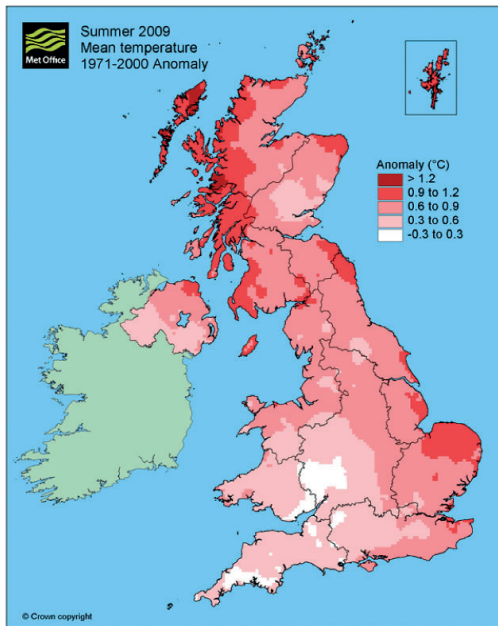 Met Office
Summer 2009
Mean temperature
1971-2000 Anomaly
Anomaly (°C)
> 1.2
0.9 to 1.2
0.6 to 0.9
0.3 to 0.6
-0.3 to 0.3
© Crown copyright